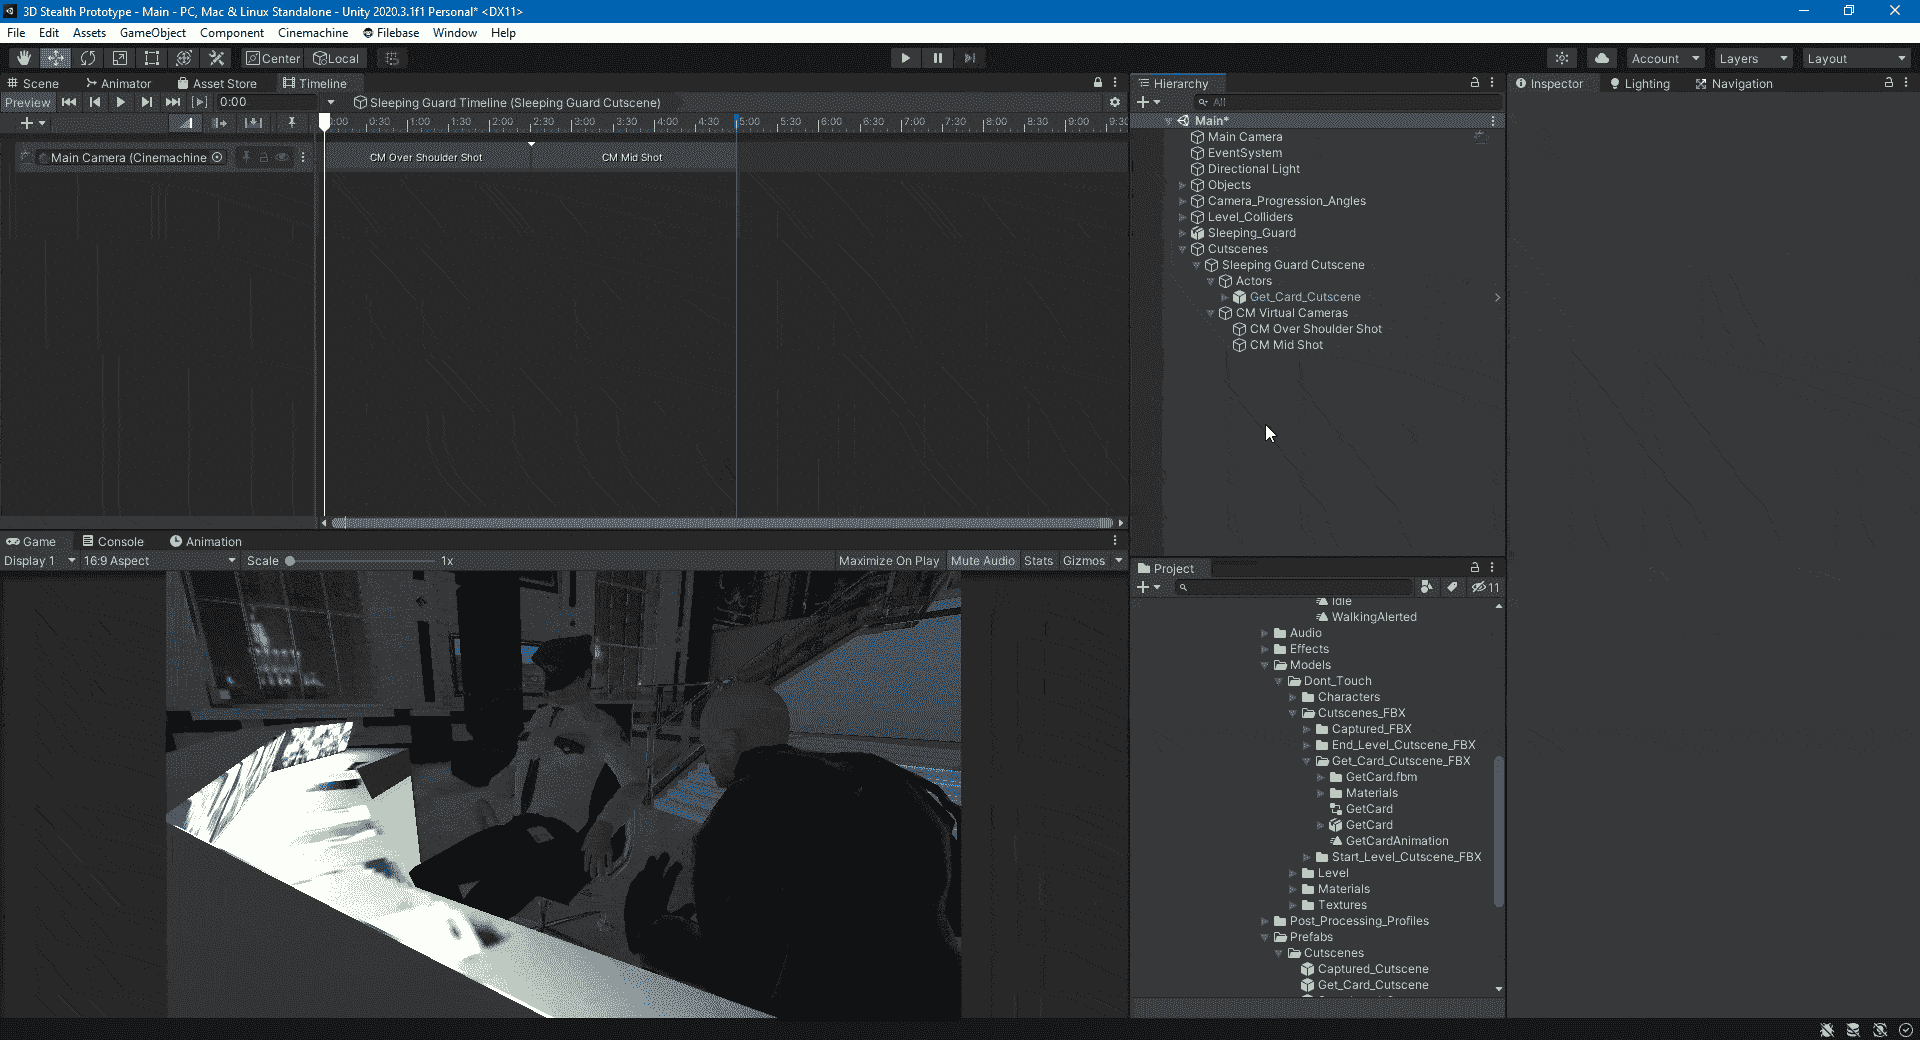 3D Stealth Prototype - Main - PC, Mac & Linux Standalone - Unity 2020.3.1f1 Personal* <DX11>
File Edit Assets GameObject Component Cinemachine Filebase Window Help
Center Local Account Layers Layout
Scene Animator Asset Store Timeline
Preview 0:00 Sleeping Guard Timeline (Sleeping Guard Cutscene)
0:30 1:00 1:30 2:00 2:30 3:00 3:30 4:00 4:30 5:00 5:30 6:00 6:30 7:00 7:30 8:00 8:30 9:00 9:30
Main Camera (Cinemachine CM Over Shoulder Shot CM Mid Shot
Game Console Animation
Display 1 16:9 Aspect Scale 1x Maximize On Play Mute Audio Stats Gizmos
Hierarchy
All
Main*
Main Camera
EventSystem
Directional Light
Objects
Camera_Progression_Angles
Level_Colliders
Sleeping_Guard
Cutscenes
Sleeping Guard Cutscene
Actors
Get_Card_Cutscene
CM Virtual Cameras
CM Over Shoulder Shot
CM Mid Shot
Project
11
Idle
WalkingAlerted
Audio
Effects
Models
Dont_Touch
Characters
Cutscenes_FBX
Captured_FBX
End_Level_Cutscene_FBX
Get_Card_Cutscene_FBX
GetCard.fbm
Materials
GetCard
GetCard
GetCardAnimation
Start_Level_Cutscene_FBX
Level
Materials
Textures
Post_Processing_Profiles
Prefabs
Cutscenes
Captured_Cutscene
Get_Card_Cutscene
Inspector Lighting Navigation